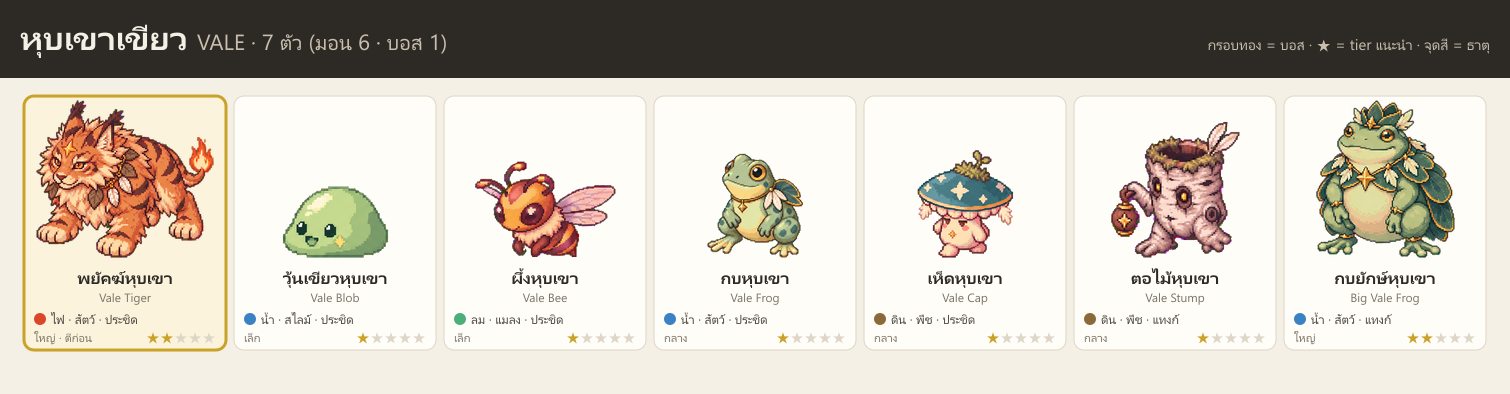 หุบเขาเขียว VALE · 7 ตัว (มอน 6 · บอส 1)
กรอบทอง = บอส · ★ = tier แนะนำ · จุดสี = ธาตุ
พยัคฆ์หุบเขา
Vale Tiger
ไฟ · สัตว์ · ประชิด
ใหญ่ · ตีก่อน ★★★★★
วุ้นเขียวหุบเขา
Vale Blob
น้ำ · สไลม์ · ประชิด
เล็ก ★★★★★
ผึ้งหุบเขา
Vale Bee
ลม · แมลง · ประชิด
เล็ก ★★★★★
กบหุบเขา
Vale Frog
น้ำ · สัตว์ · ประชิด
กลาง ★★★★★
เห็ดหุบเขา
Vale Cap
ดิน · พืช · ประชิด
กลาง ★★★★★
ตอไม้หุบเขา
Vale Stump
ดิน · พืช · แทงก์
กลาง ★★★★★
กบยักษ์หุบเขา
Big Vale Frog
น้ำ · สัตว์ · แทงก์
ใหญ่ ★★★★★